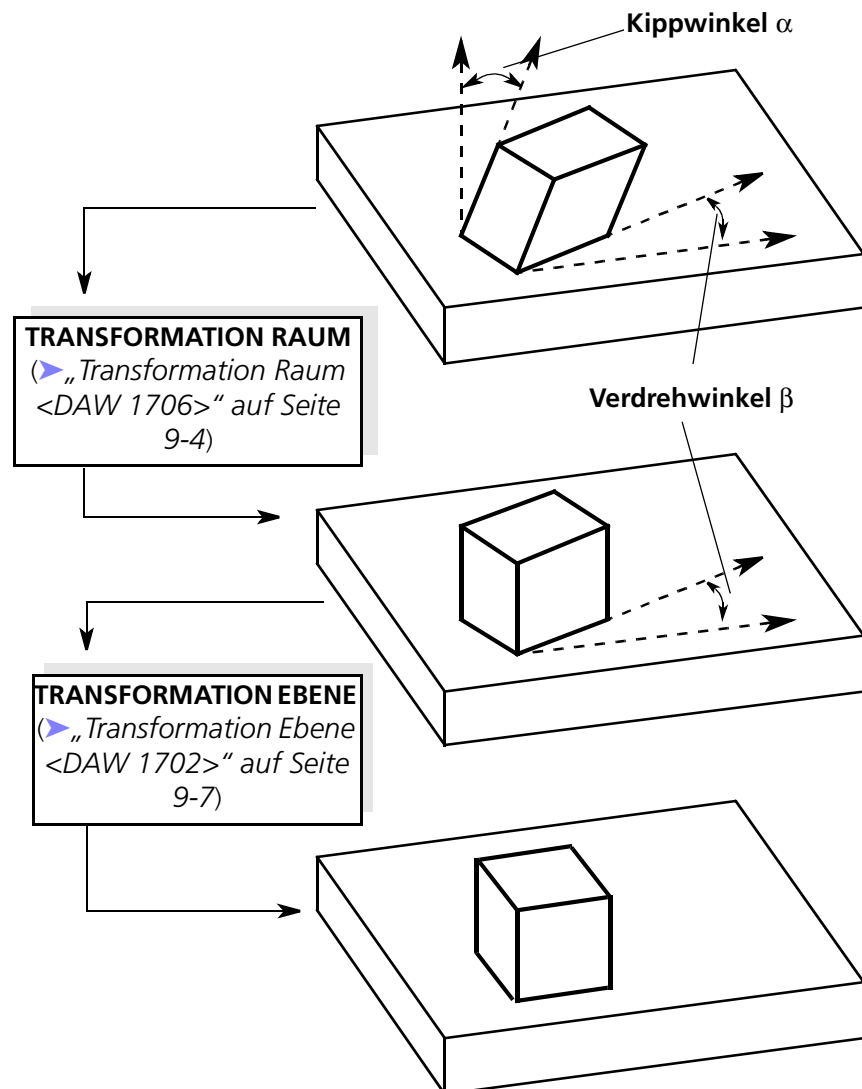 Kippwinkel α
TRANSFORMATION RAUM
(➤ „Transformation Raum
<DAW 1706>“ auf Seite
9-4)
Verdrehwinkel β
TRANSFORMATION EBENE
(➤ „Transformation Ebene
<DAW 1702>“ auf Seite
9-7)